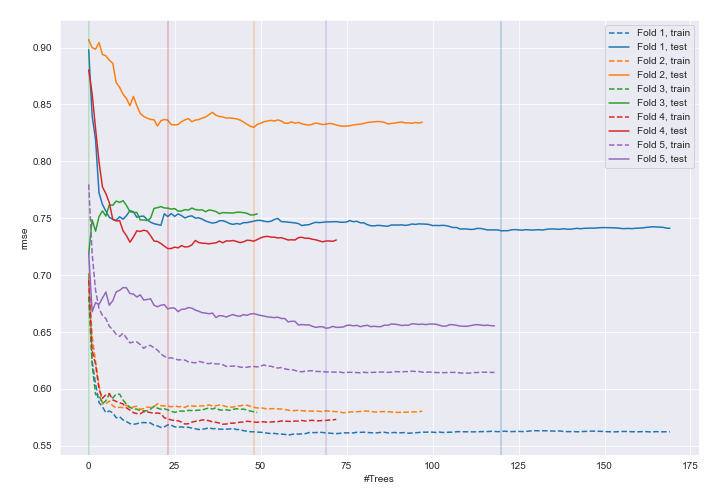 0.90
0.85
0.80
0.75
0.70
0.65
0.60
0.55
rmse
0
25
50
75
100
125
150
175
#Trees
Fold 1, train
Fold 1, test
Fold 2, train
Fold 2, test
Fold 3, train
Fold 3, test
Fold 4, train
Fold 4, test
Fold 5, train
Fold 5, test